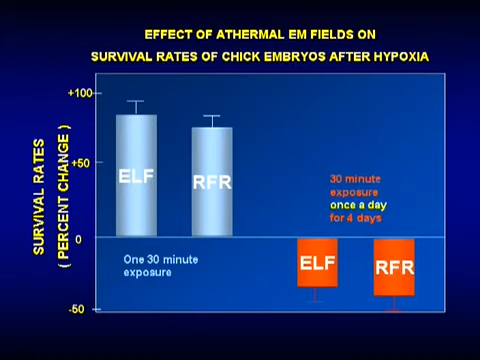 EFFECT OF ATHERMAL EM FIELDS ON
SURVIVAL RATES OF CHICK EMBRYOS AFTER HYPOXIA
SURVIVAL RATES
( PERCENT CHANGE )
+100
+50
0
-50
ELF
RFR
One 30 minute
exposure
30 minute
exposure
once a day
for 4 days
ELF
RFR